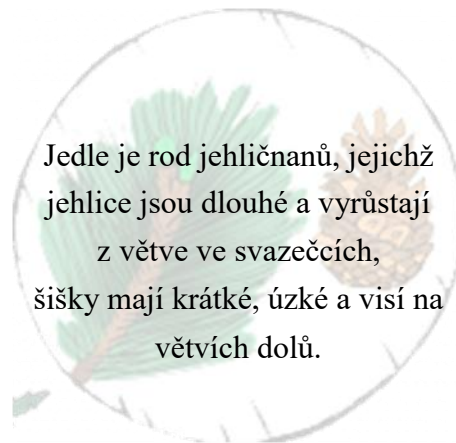 Jedle je rod jehličnanů, jejichž
jehlice jsou dlouhé a vyrůstají
z větve ve svazečcích,
šišky mají krátké, úzké a visí na
větvích dolů.